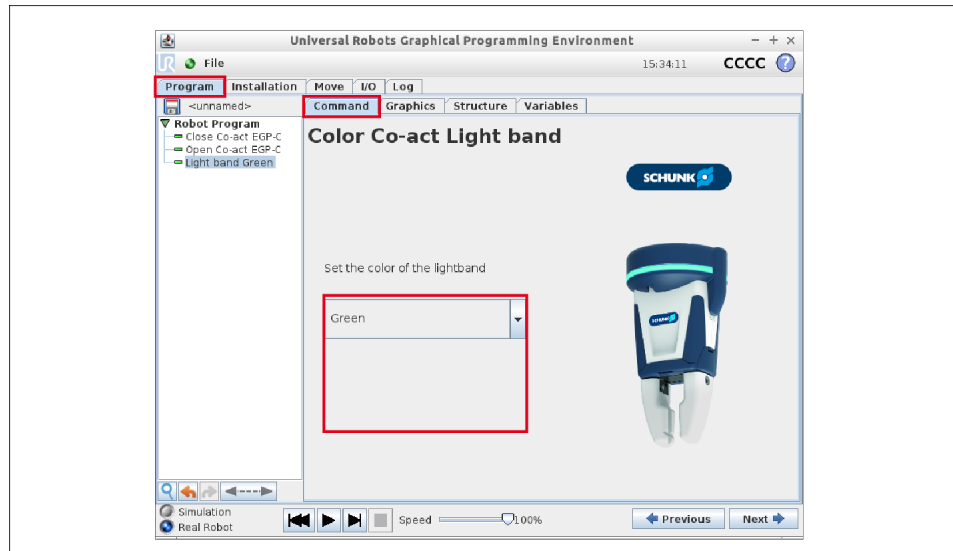 Universal Robots Graphical Programming Environment
File
15:34:11
CCCC
?
Program Installation Move I/O Log
<unnamed>
Command Graphics Structure Variables
Robot Program
Close Co-act EGP-C
Open Co-act EGP-C
Light band Green
Color Co-act Light band
SCHUNK
Set the color of the lightband
Green
SCHUNK
Simulation
Real Robot
Speed 100%
Previous Next